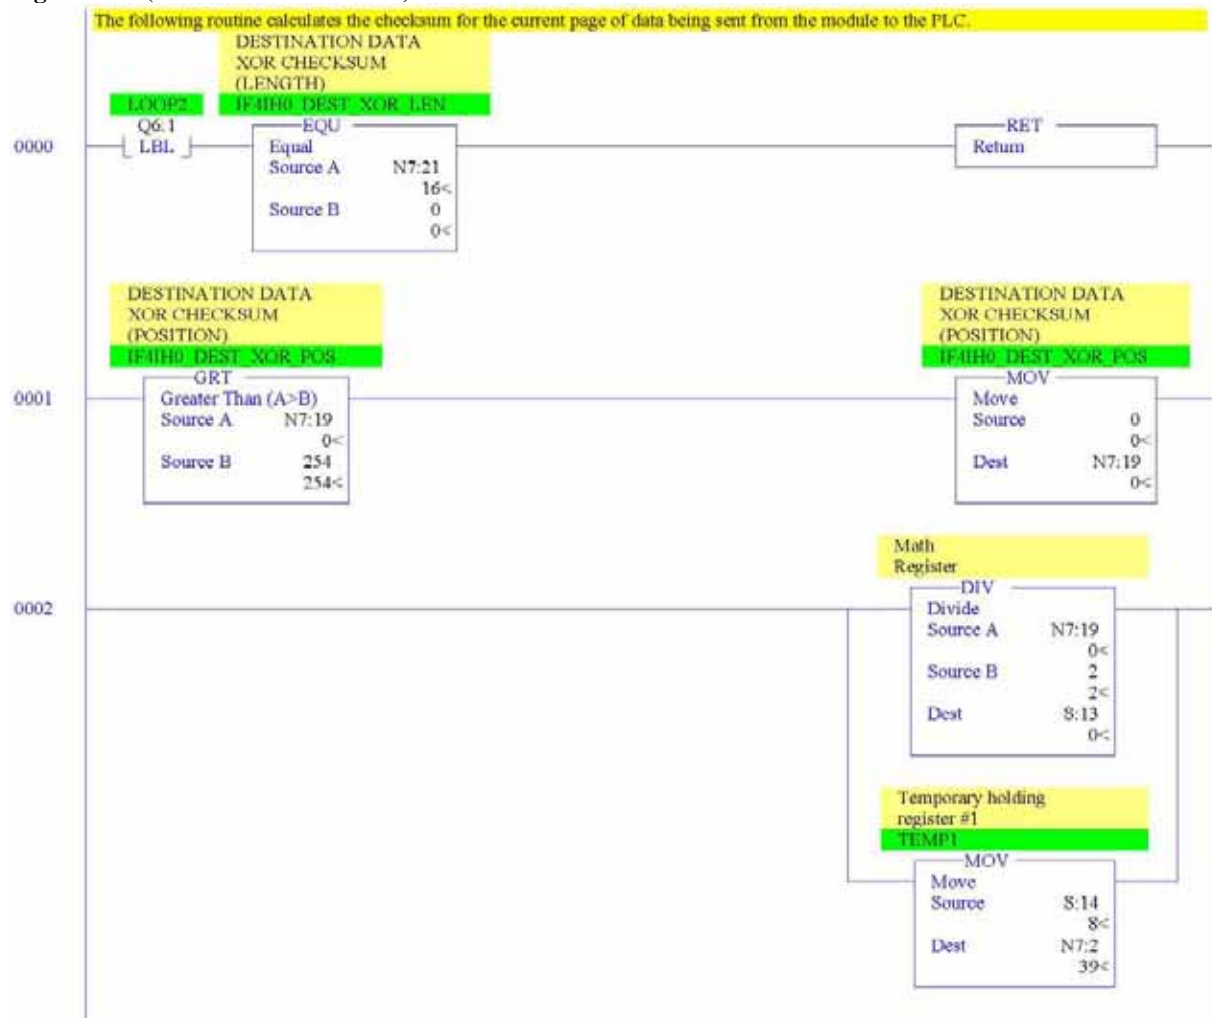 The following routine calculates the checksum for the current page of data being sent from the module to the PLC.
DESTINATION DATA
XOR CHECKSUM
(LENGTH)
LOOP2
IF4IH0_DEST_XOR_LEN
Q6:1
LBL
EQU
RET
0000
Equal
Return
Source A N7:21
16<
Source B 0
0<
DESTINATION DATA
XOR CHECKSUM
(POSITION)
IF4IH0_DEST_XOR_POS
DESTINATION DATA
XOR CHECKSUM
(POSITION)
IF4IH0_DEST_XOR_POS
GRT
MOV
0001
Greater Than (A>B)
Source A N7:19
0<
Source B 254
254<
Move
Source 0
0<
Dest N7:19
0<
Math
Register
DIV
0002
Divide
Source A N7:19
0<
Source B 2
2<
Dest S:13
0<
Temporary holding
register #1
TEMP1
MOV
Move
Source S:14
8<
Dest N7:2
39<